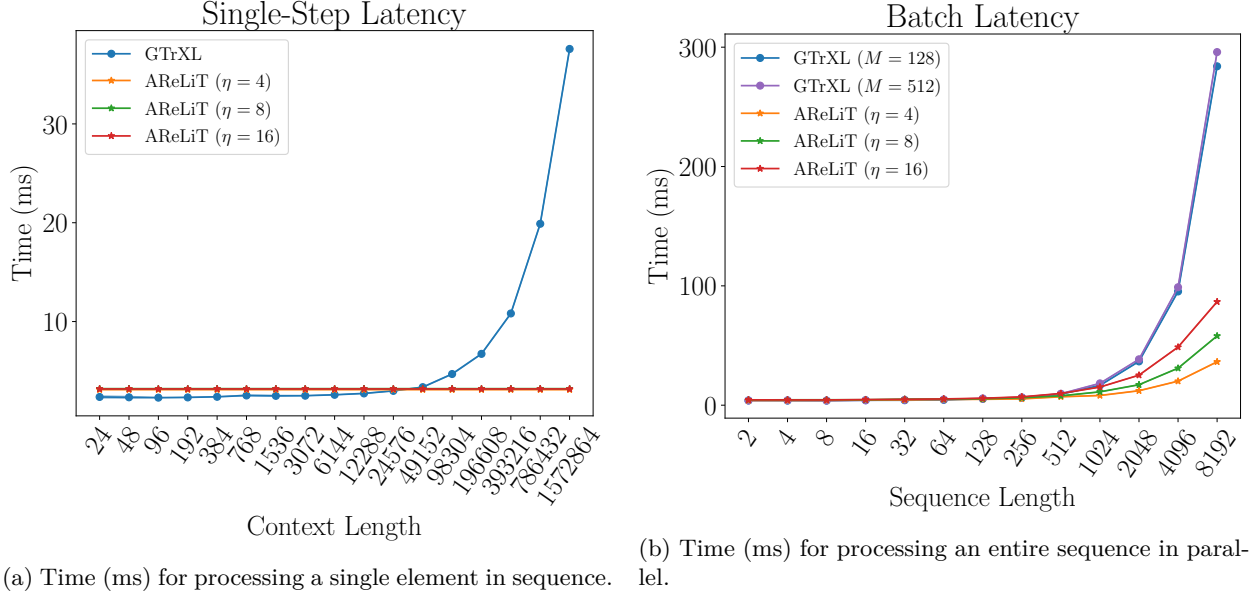 Single-Step Latency
GTrXL
AReLiT (η = 4)
AReLiT (η = 8)
AReLiT (η = 16)
Time (ms)
30
20
10
24
48
96
192
384
768
1536
3072
6144
12288
24576
49152
98304
196608
393216
786432
1572864
Context Length
(a) Time (ms) for processing a single element in sequence.
Batch Latency
GTrXL (M = 128)
GTrXL (M = 512)
AReLiT (η = 4)
AReLiT (η = 8)
AReLiT (η = 16)
Time (ms)
300
200
100
0
2
4
8
16
32
64
128
256
512
1024
2048
4096
8192
Sequence Length
(b) Time (ms) for processing an entire sequence in paral-
lel.